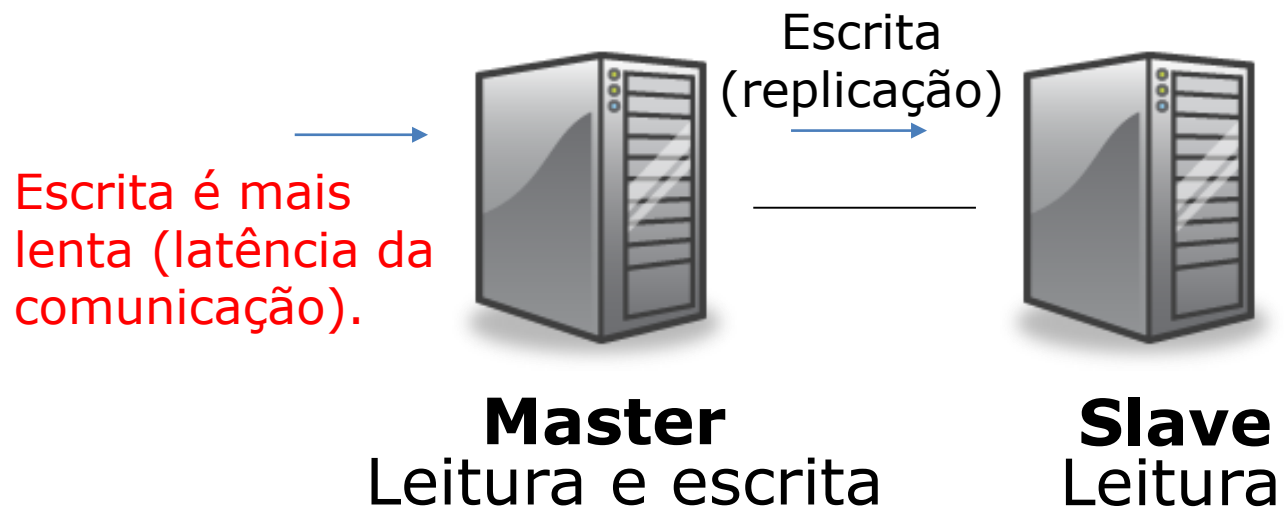 Escrita
(replicação)
Escrita é mais
lenta (latência da
comunicação).
Master
Leitura e escrita
Slave
Leitura